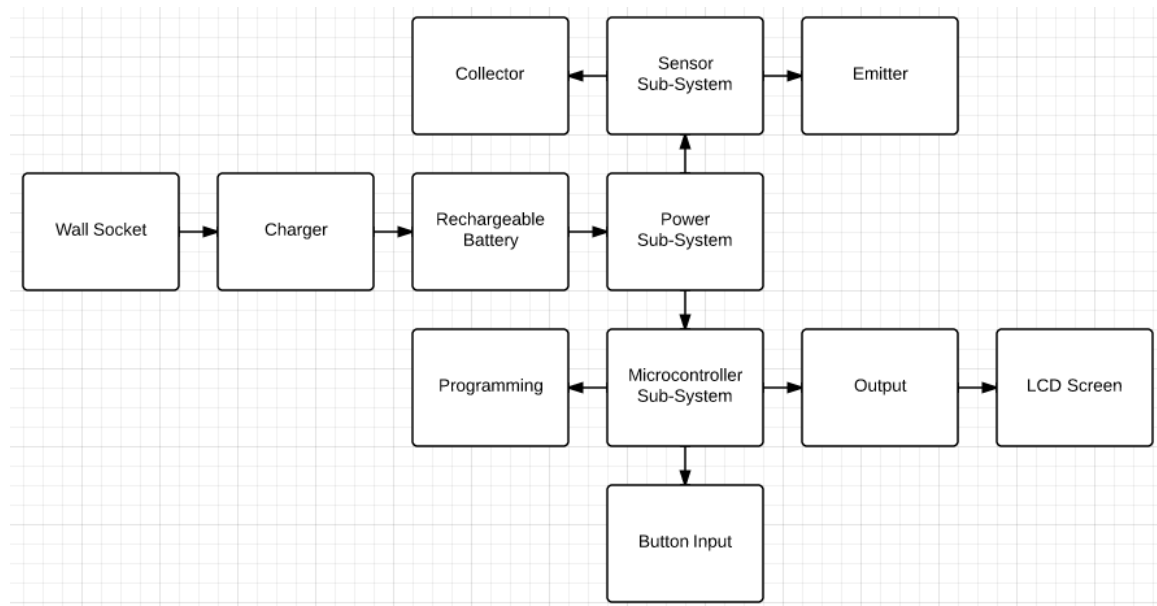 Collector
Sensor
Sub-System
Emitter
Wall Socket
Charger
Rechargeable
Battery
Power
Sub-System
Programming
Microcontroller
Sub-System
Output
LCD Screen
Button Input